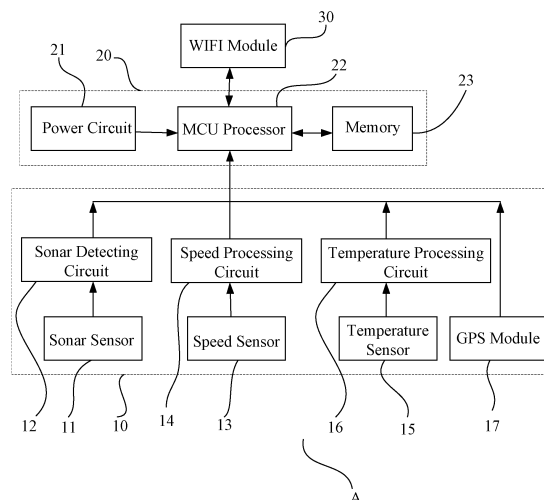 30
WIFI Module
21
20
22
23
Power Circuit
MCU Processor
Memory
Sonar Detecting
Circuit
Speed Processing
Circuit
Temperature Processing
Circuit
Sonar Sensor
Speed Sensor
Temperature
Sensor
GPS Module
12
11
10
14
13
16
15
17
A